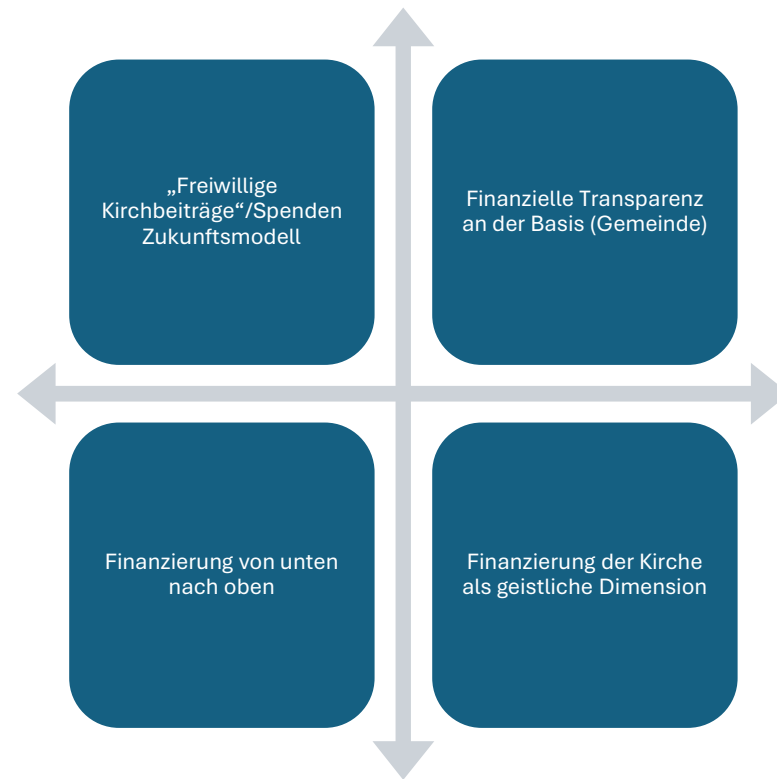 „Freiwillige
Kirchbeiträge“/Spenden
Zukunftsmodell
Finanzielle Transparenz
an der Basis (Gemeinde)
Finanzierung von unten
nach oben
Finanzierung der Kirche
als geistliche Dimension